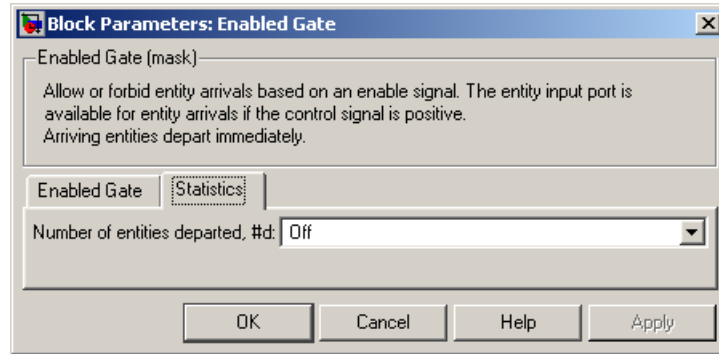 Block Parameters: Enabled Gate
Enabled Gate (mask)
Allow or forbid entity arrivals based on an enable signal. The entity input port is
available for entity arrivals if the control signal is positive.
Arriving entities depart immediately.
Enabled Gate Statistics
Number of entities departed, #d: Off
OK Cancel Help Apply